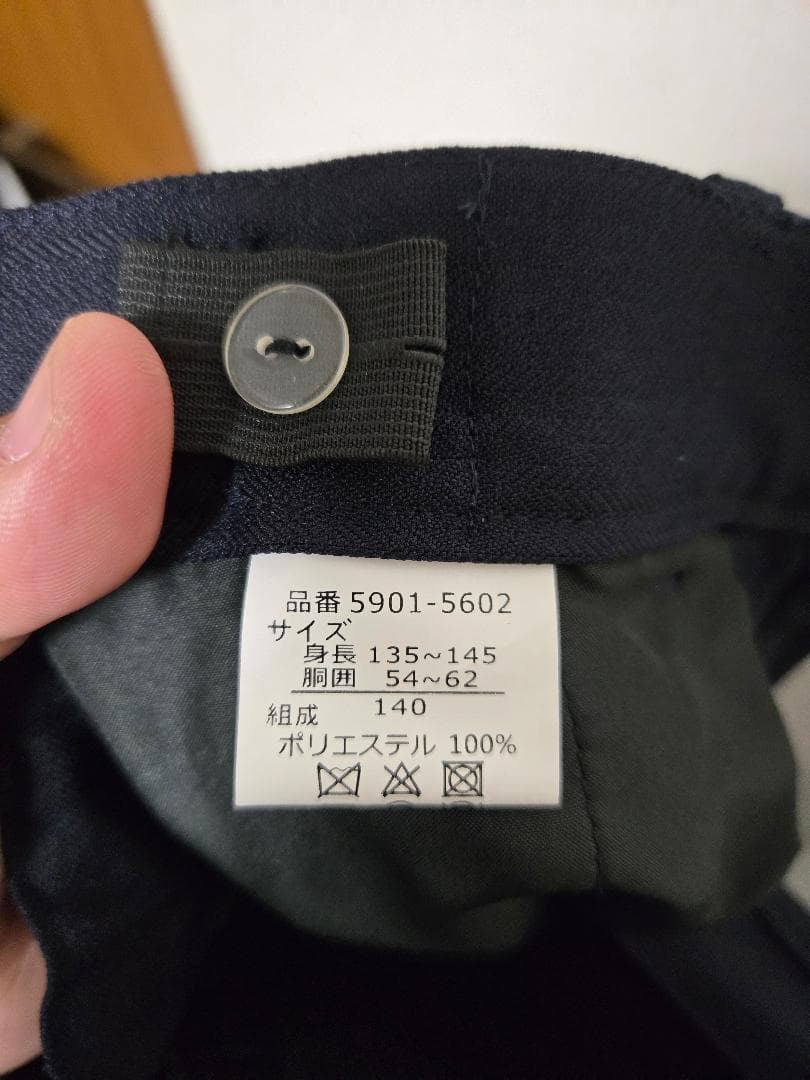 品番 5901-5602
サイズ
身長 135~145
胴囲 54~62
140
組成
ポリエステル 100%